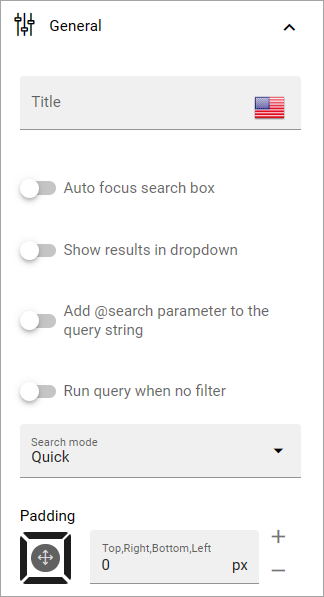 General
Title
Auto focus search box
Show results in dropdown
Add @search parameter to the
query string
Run query when no filter
Search mode
Quick
Padding
Top,Right,Bottom,Left
0 px